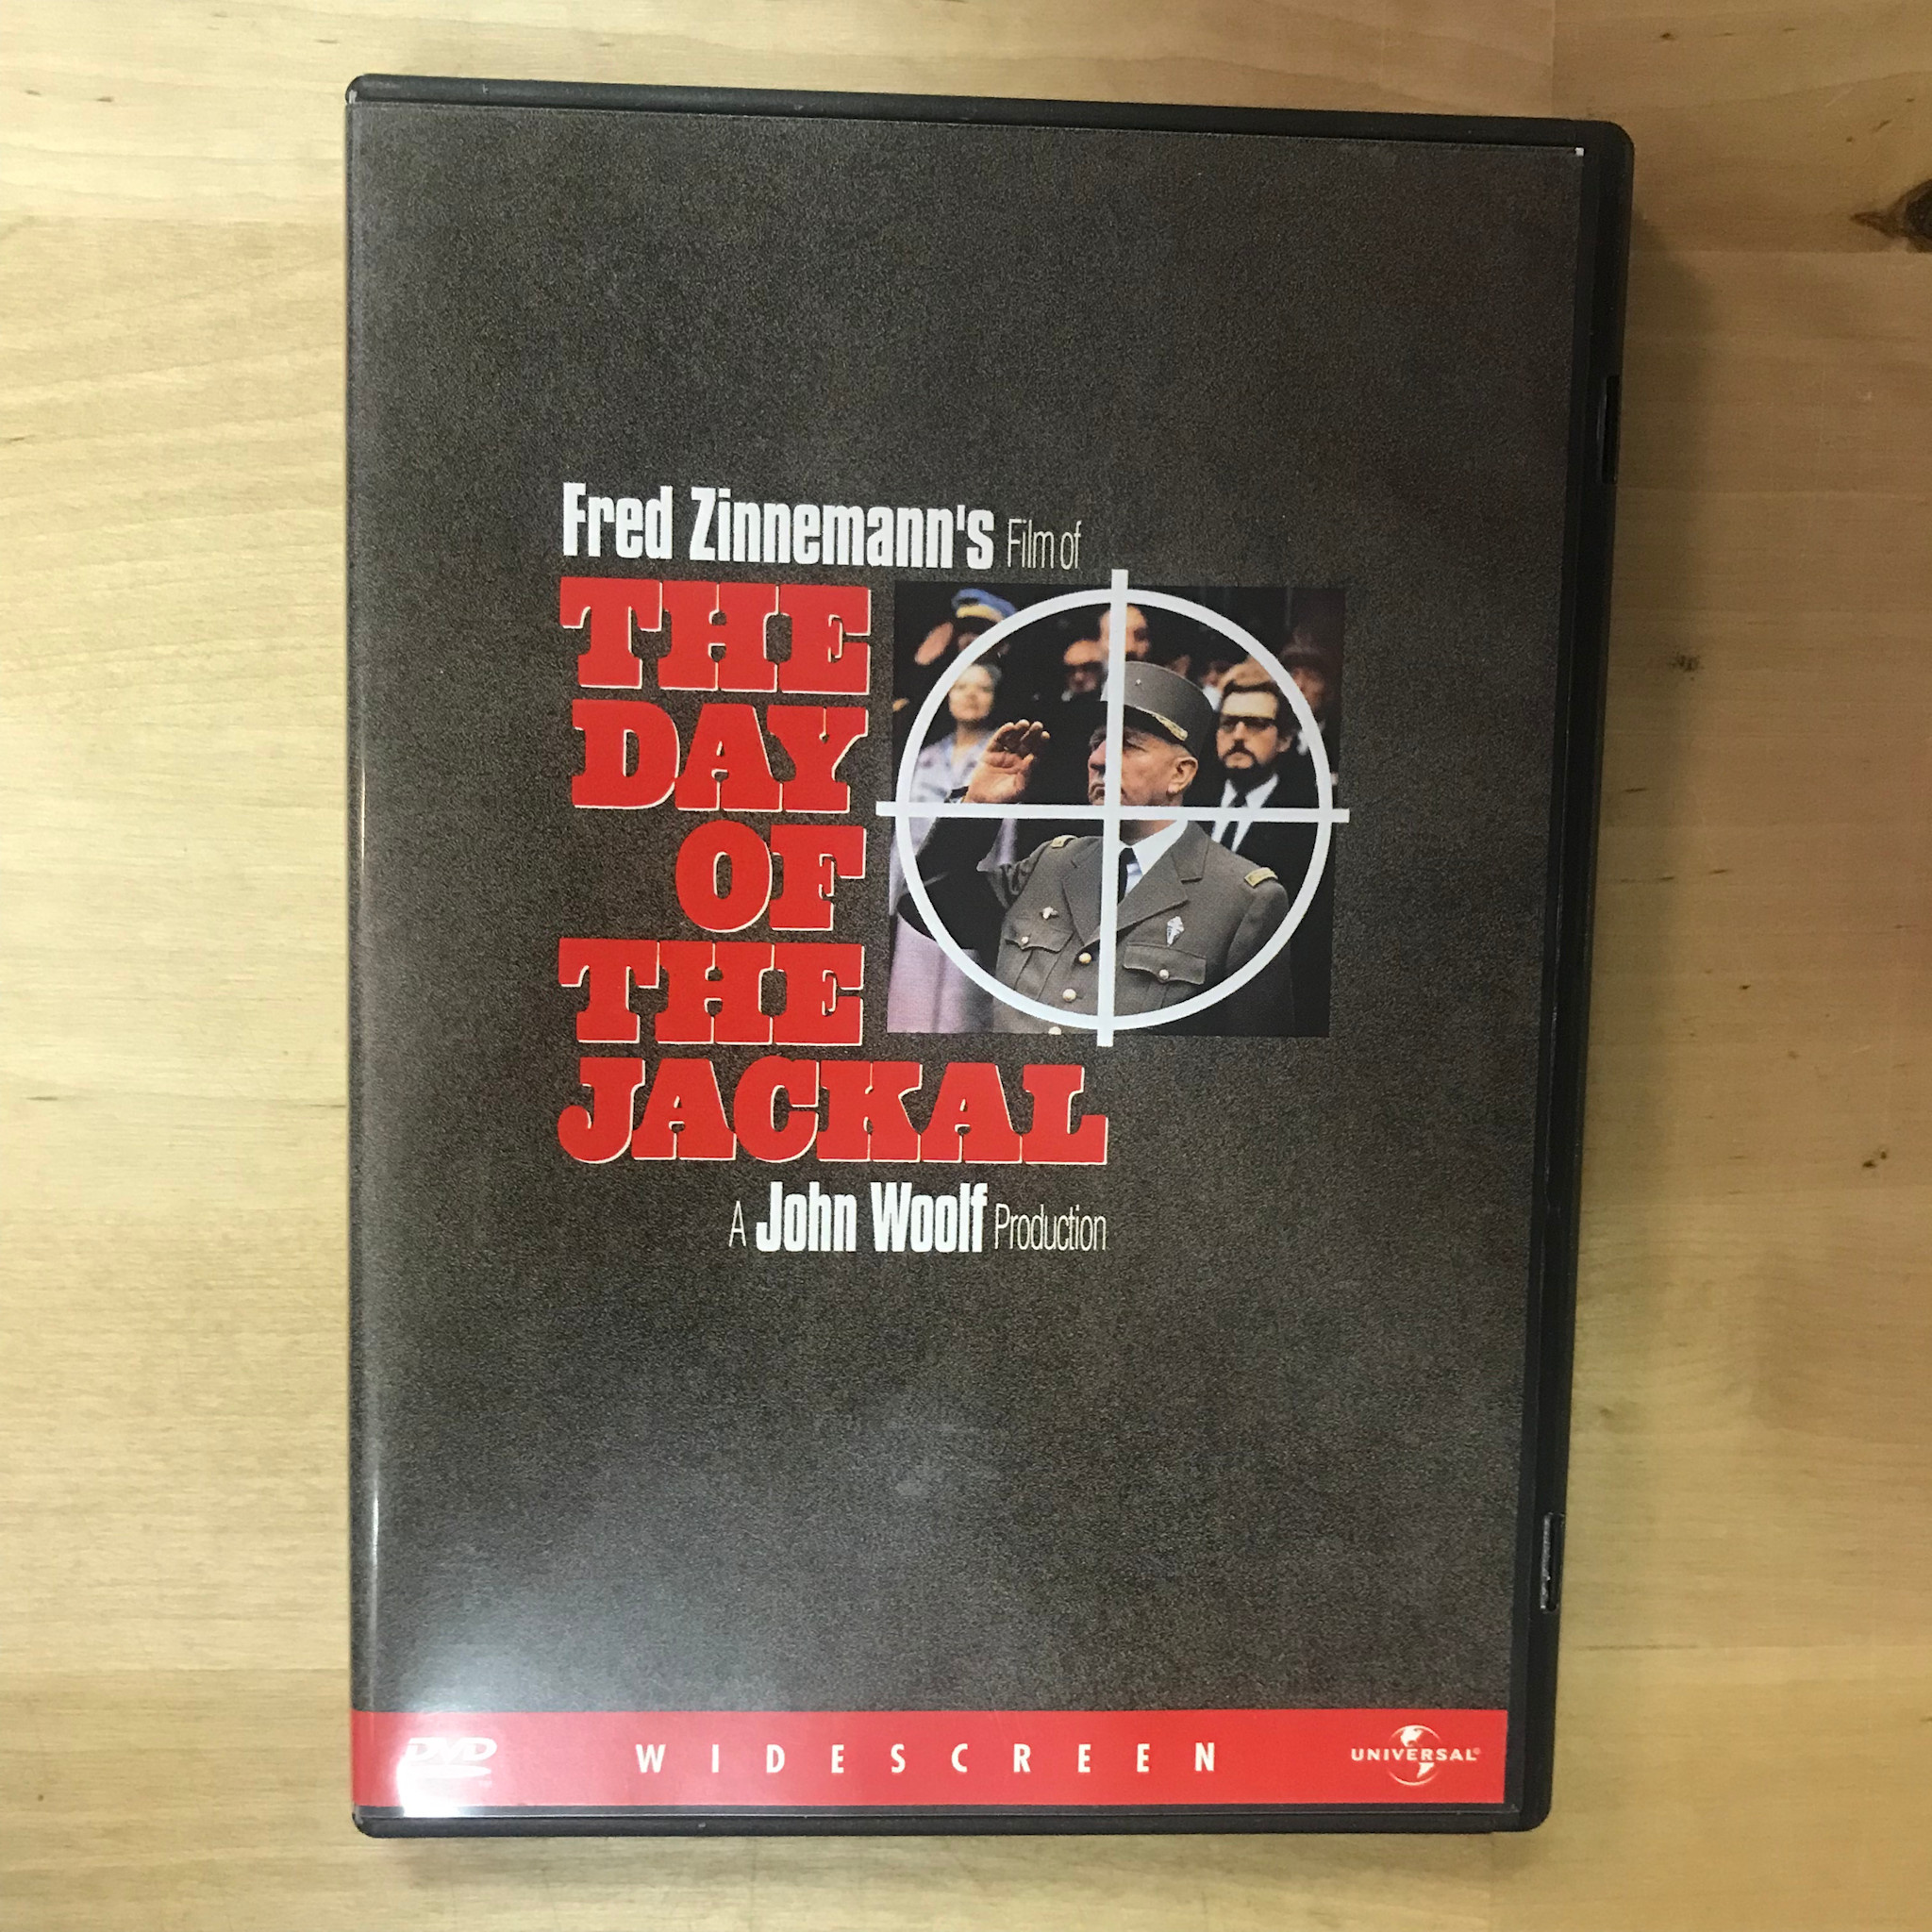 Fred Zinnemann's Film of
THE
DAY
OF
THE
JACKAL
A John Woolf Production
DVD
WIDESCREEN
UNIVERSAL®